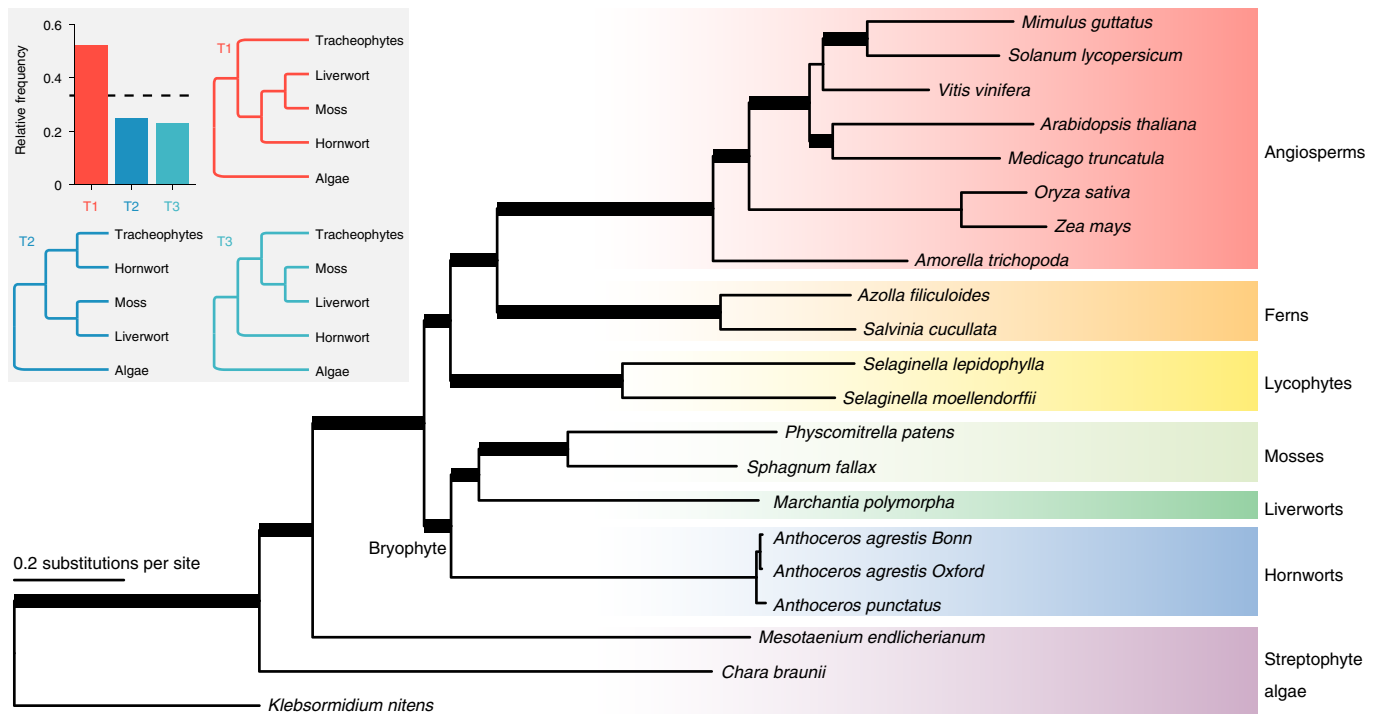 0.6
0.4
0.2
0
Relative frequency
T1
T2
T3
T1
Tracheophytes
Liverwort
Moss
Hornwort
Algae
T2
Tracheophytes
Hornwort
Moss
Liverwort
Algae
T3
Tracheophytes
Moss
Liverwort
Hornwort
Algae
Mimulus guttatus
Solanum lycopersicum
Vitis vinifera
Arabidopsis thaliana
Medicago truncatula
Oryza sativa
Zea mays
Amorella trichopoda
Angiosperms
Azolla filiculoides
Salvinia cucullata
Ferns
Selaginella lepidophylla
Selaginella moellendorffii
Lycophytes
Physcomitrella patens
Sphagnum fallax
Mosses
Marchantia polymorpha
Liverworts
Bryophyte
Anthoceros agrestis Bonn
Anthoceros agrestis Oxford
Anthoceros punctatus
Hornworts
Mesotaenium endlicherianum
Chara braunii
Klebsormidium nitens
Streptophyte
algae
0.2 substitutions per site